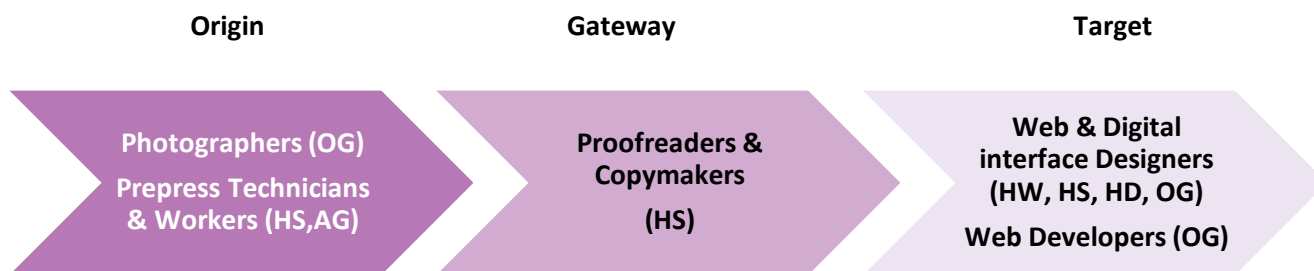 Origin
Gateway
Target
Photographers (OG)
Prepress Technicians
& Workers (HS,AG)
Proofreaders &
Copymakers
(HS)
Web & Digital
interface Designers
(HW, HS, HD, OG)
Web Developers (OG)